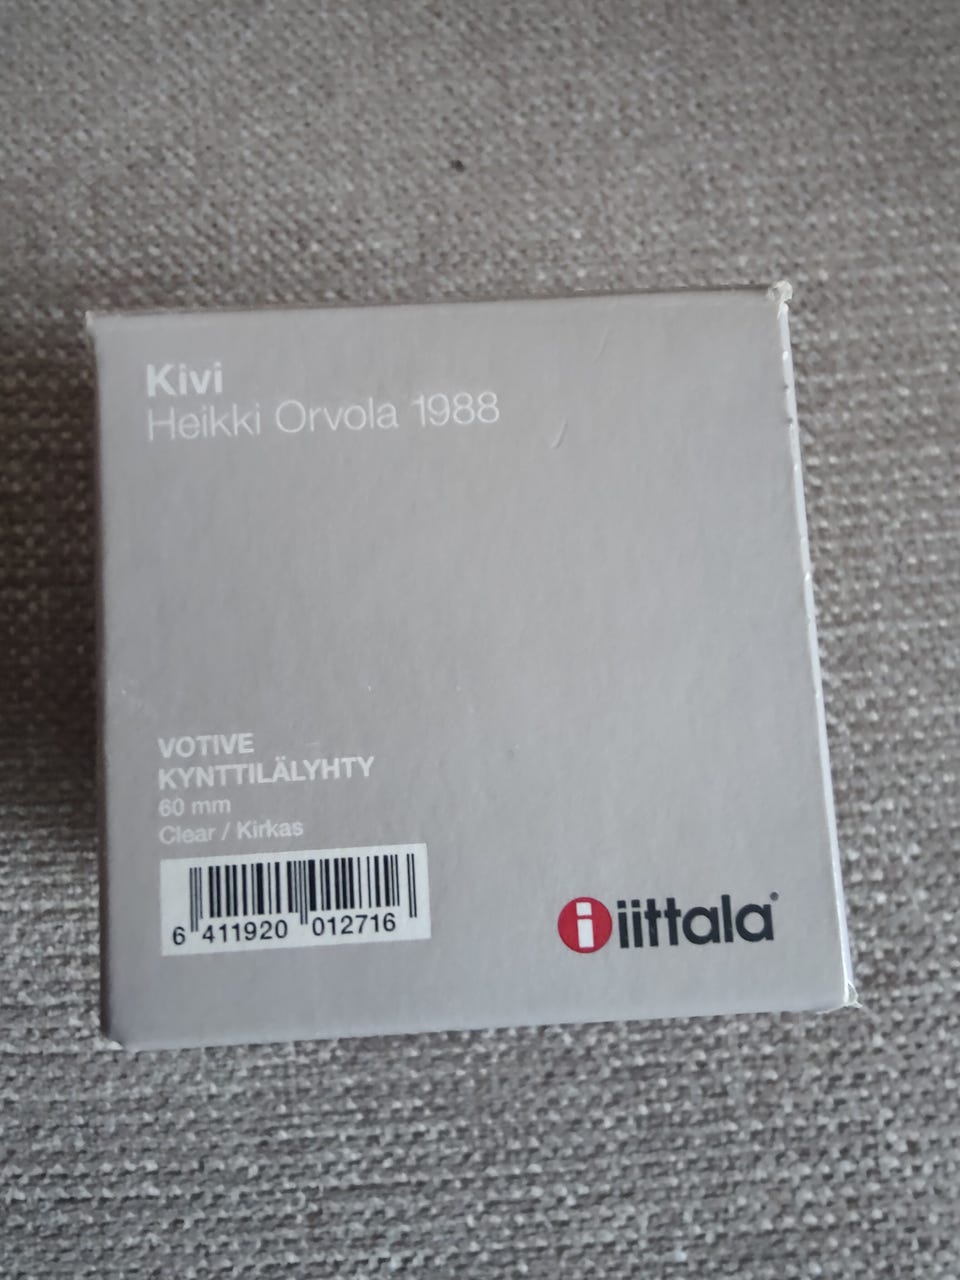 Kivi
Heikki Orvola 1988
VOTIVE
KYNTTILÄLYHTY
60 mm
Clear / Kirkas
6 411920 012716
i iittala®